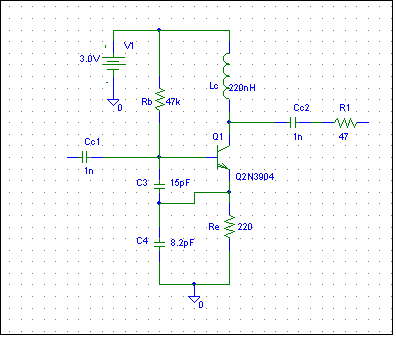 V1
3.0V
0
Rb
47k
Lc
220nH
Cc2
1n
R1
47
Cc1
1n
Q1
Q2N3904
C3
15pF
Re
220
C4
8.2pF
0